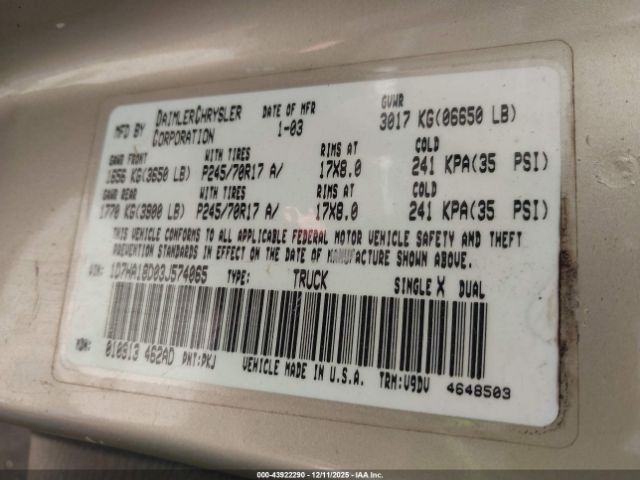 MFD BY DAIMLERCHRYSLER CORPORATION DATE OF MFR 1-03 GVWR 3017 KG(06650 LB)
GAWR FRONT WITH TIRES RIMS AT COLD
1656 KG(3650 LB) P245/70R17 A/ 17X8.0 241 KPA(35 PSI)
GAWR REAR WITH TIRES RIMS AT COLD
1770 KG(3900 LB) P245/70R17 A/ 17X8.0 241 KPA(35 PSI)
THIS VEHICLE CONFORMS TO ALL APPLICABLE FEDERAL MOTOR VEHICLE SAFETY AND THEFT
PREVENTION STANDARDS IN EFFECT ON THE DATE OF MANUFACTURE SHOWN ABOVE.
VIN: 1D7HA18D03J574065 TYPE: TRUCK SINGLE X DUAL
MDH: 010913 462AD PNT:PKJ VEHICLE MADE IN U.S.A. TRM:V9DV 4648503
000-43922290 - 12/11/2025 - IAA Inc.